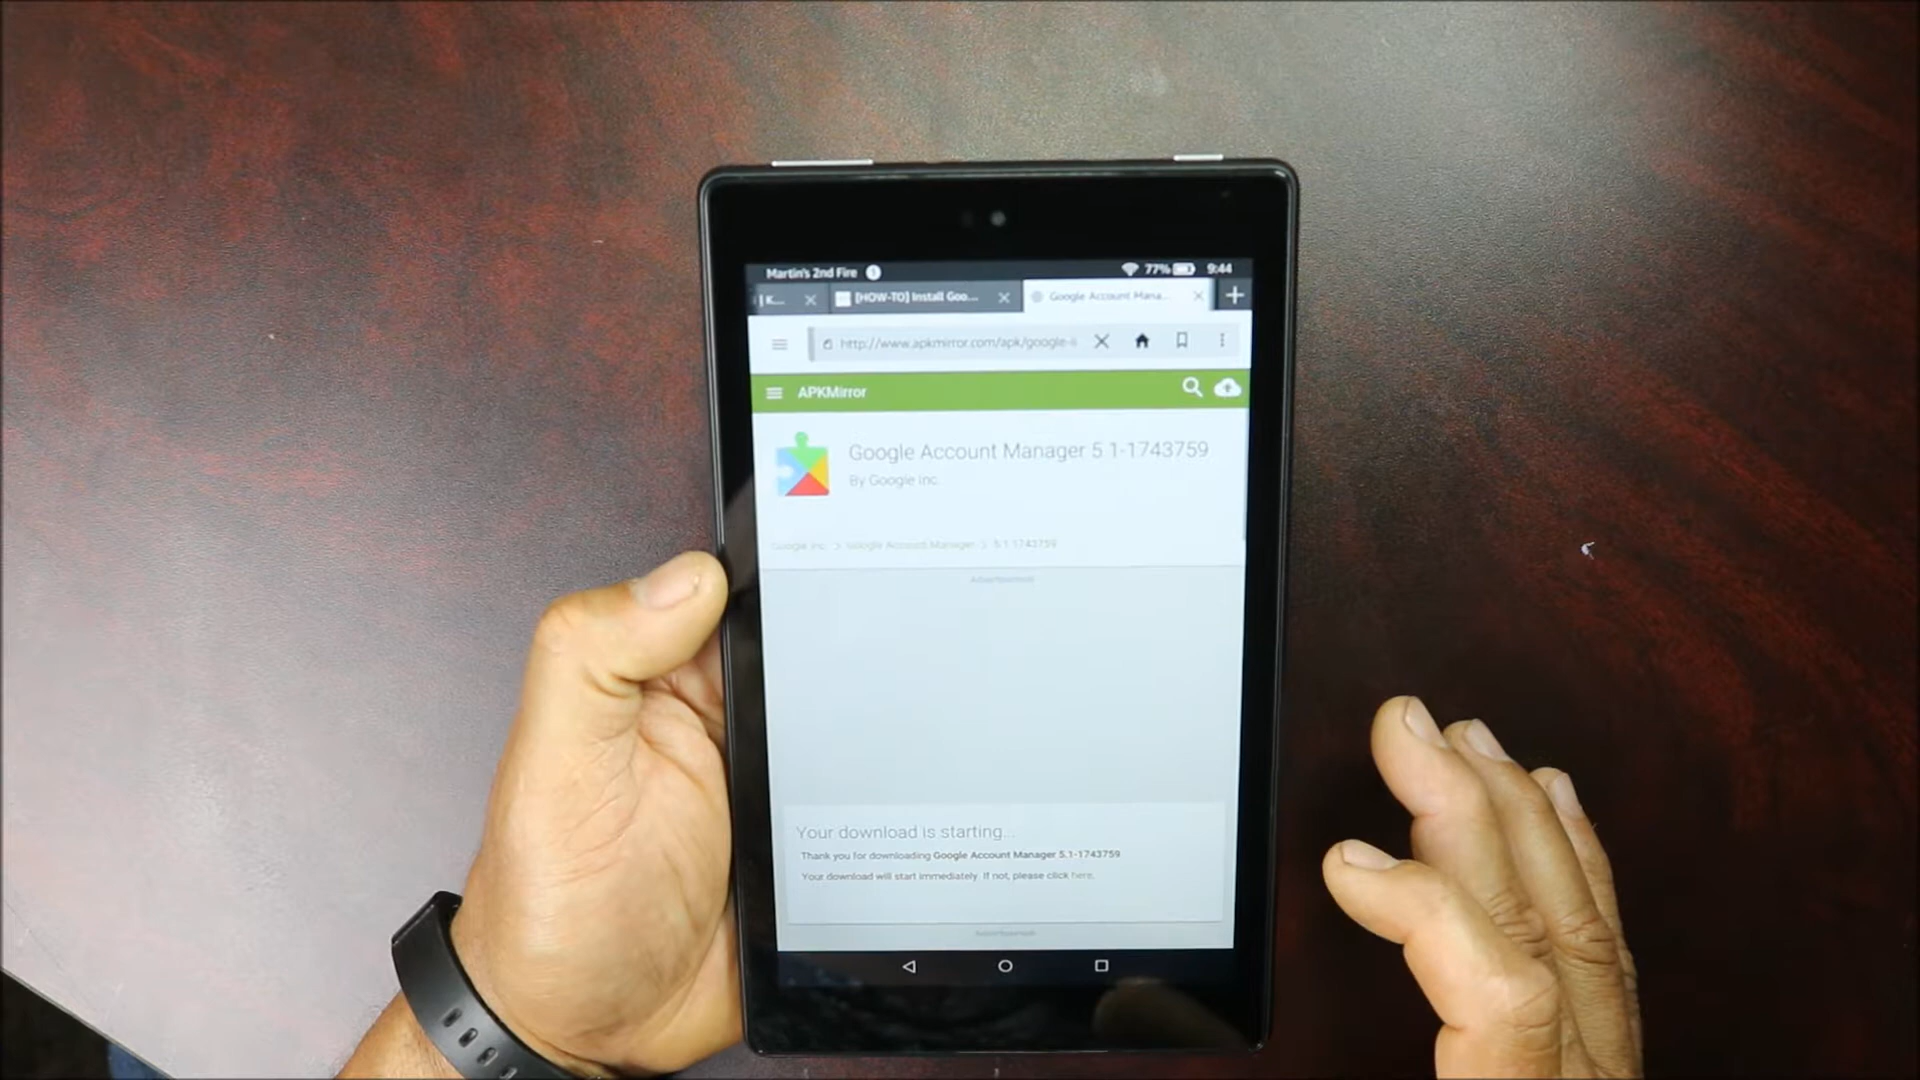 Martin's 2nd Fire 1 77% 9:44
| K... [HOW-TO] Install Goo... Google Account Mana...
http://www.apkmirror.com/apk/google-i
APKMirror
Google Account Manager 5 1-1743759
By Google Inc.
Google Inc. > Google Account Manager > 5.1-1743759
Advertisement
Your download is starting...
Thank you for downloading Google Account Manager 5.1-1743759
Your download will start immediately. If not, please click here.
Advertisement